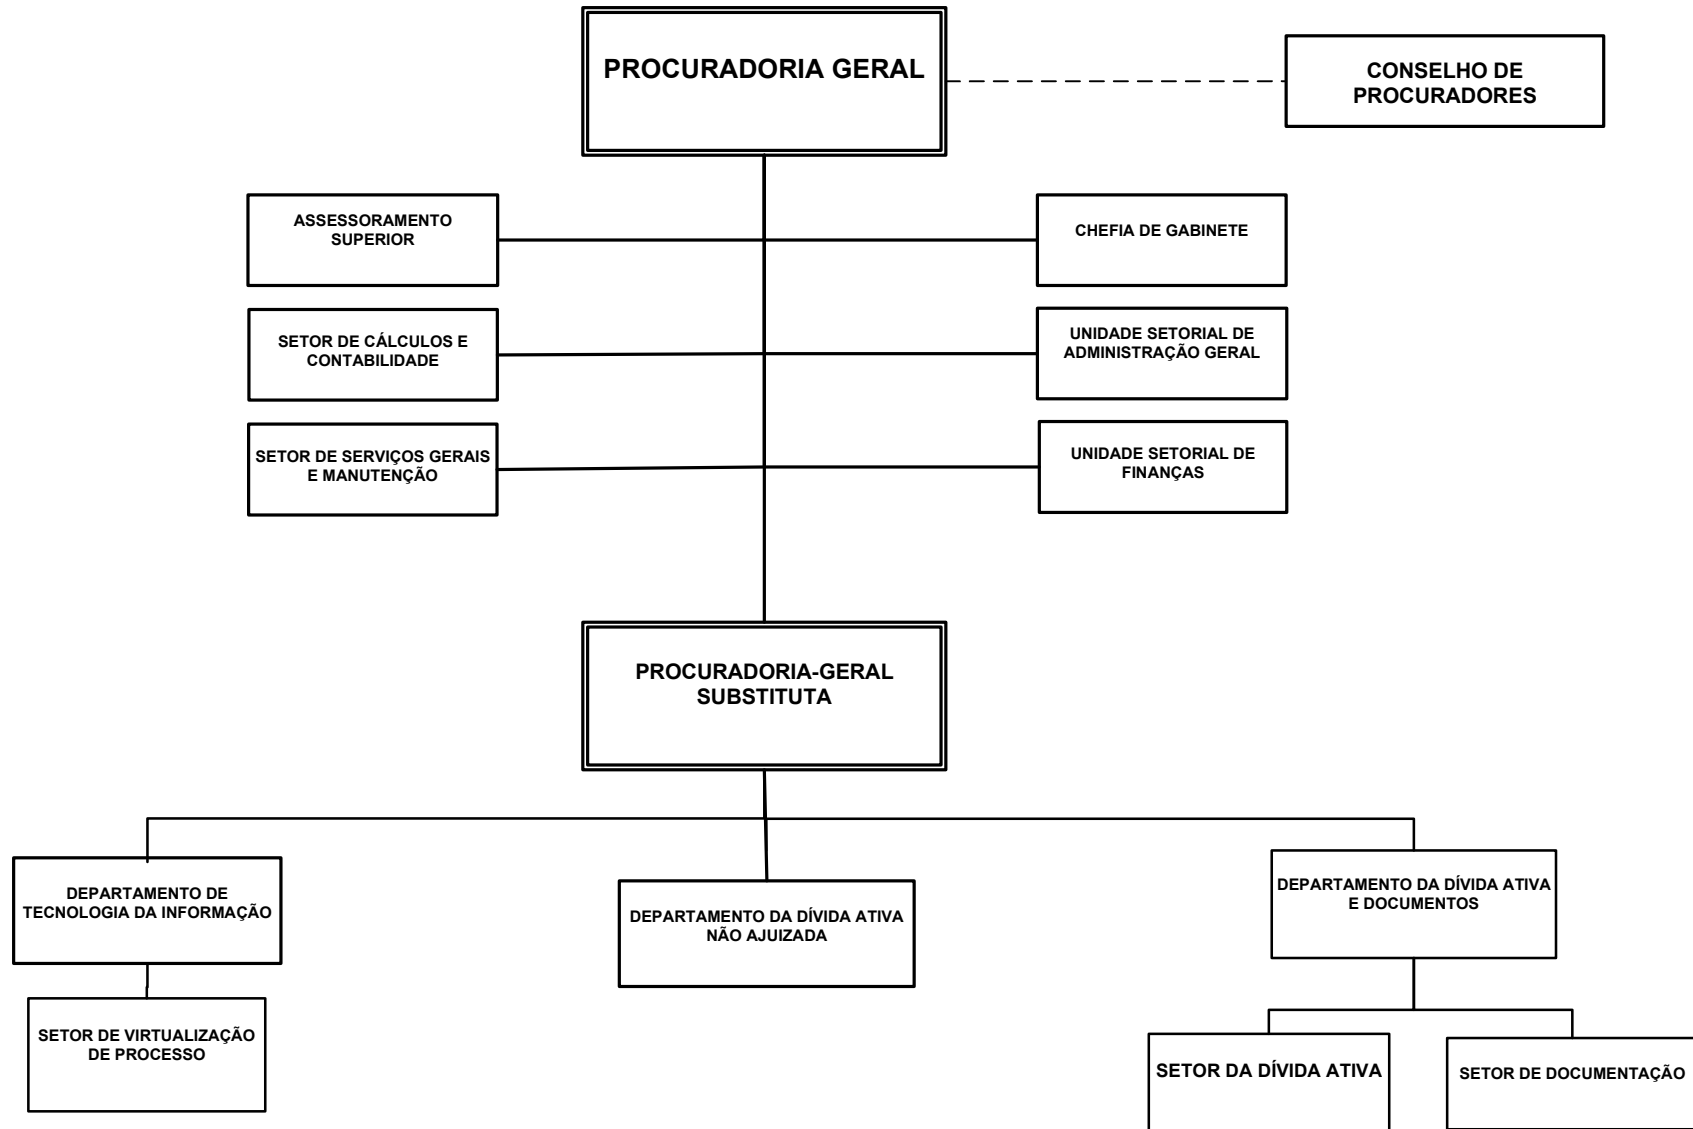 PROCURADORIA GERAL
CONSELHO DE
PROCURADORES
ASSESSORAMENTO
SUPERIOR
CHEFIA DE GABINETE
SETOR DE CÁLCULOS E
CONTABILIDADE
UNIDADE SETORIAL DE
ADMINISTRAÇÃO GERAL
SETOR DE SERVIÇOS GERAIS
E MANUTENÇÃO
UNIDADE SETORIAL DE
FINANÇAS
PROCURADORIA-GERAL
SUBSTITUTA
DEPARTAMENTO DE
TECNOLOGIA DA INFORMAÇÃO
DEPARTAMENTO DA DÍVIDA ATIVA
NÃO AJUIZADA
DEPARTAMENTO DA DÍVIDA ATIVA
E DOCUMENTOS
SETOR DE VIRTUALIZAÇÃO
DE PROCESSO
SETOR DA DÍVIDA ATIVA
SETOR DE DOCUMENTAÇÃO